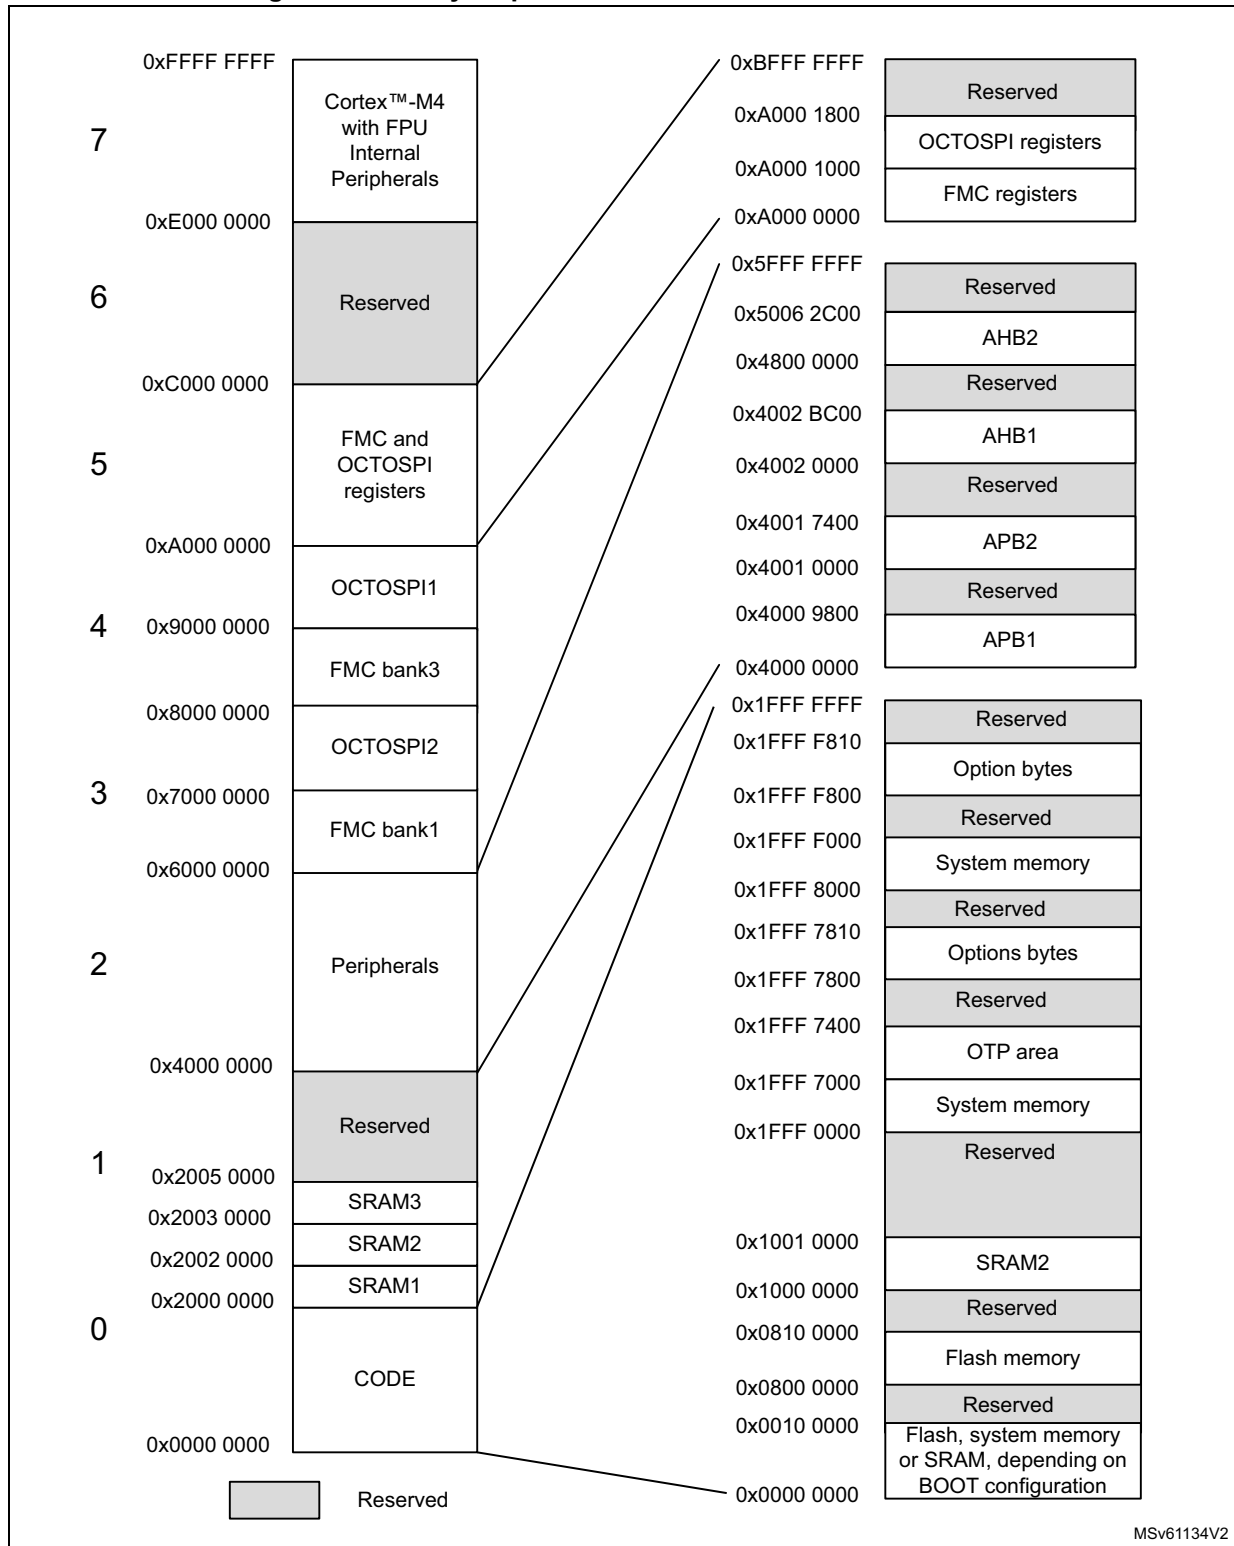 0xFFFF FFFF
Cortex™-M4
with FPU
Internal
Peripherals
7
0xE000 0000
6
Reserved
0xC000 0000
FMC and
OCTOSPI
registers
5
0xA000 0000
OCTOSPI1
4
0x9000 0000
FMC bank3
0x8000 0000
OCTOSPI2
3
0x7000 0000
FMC bank1
0x6000 0000
2
Peripherals
0x4000 0000
Reserved
1
0x2005 0000
SRAM3
0x2003 0000
SRAM2
0x2002 0000
SRAM1
0x2000 0000
0
CODE
0x0000 0000
Reserved
0xBFFF FFFF
Reserved
0xA000 1800
OCTOSPI registers
0xA000 1000
FMC registers
0xA000 0000
0x5FFF FFFF
Reserved
0x5006 2C00
AHB2
0x4800 0000
Reserved
0x4002 BC00
AHB1
0x4002 0000
Reserved
0x4001 7400
APB2
0x4001 0000
Reserved
0x4000 9800
APB1
0x4000 0000
0x1FFF FFFF
Reserved
0x1FFF F810
Option bytes
0x1FFF F800
Reserved
0x1FFF F000
System memory
0x1FFF 8000
Reserved
0x1FFF 7810
Options bytes
0x1FFF 7800
Reserved
0x1FFF 7400
OTP area
0x1FFF 7000
System memory
0x1FFF 0000
Reserved
0x1001 0000
SRAM2
0x1000 0000
Reserved
0x0810 0000
Flash memory
0x0800 0000
Reserved
0x0010 0000
Flash, system memory
or SRAM, depending on
BOOT configuration
0x0000 0000
MSv61134V2